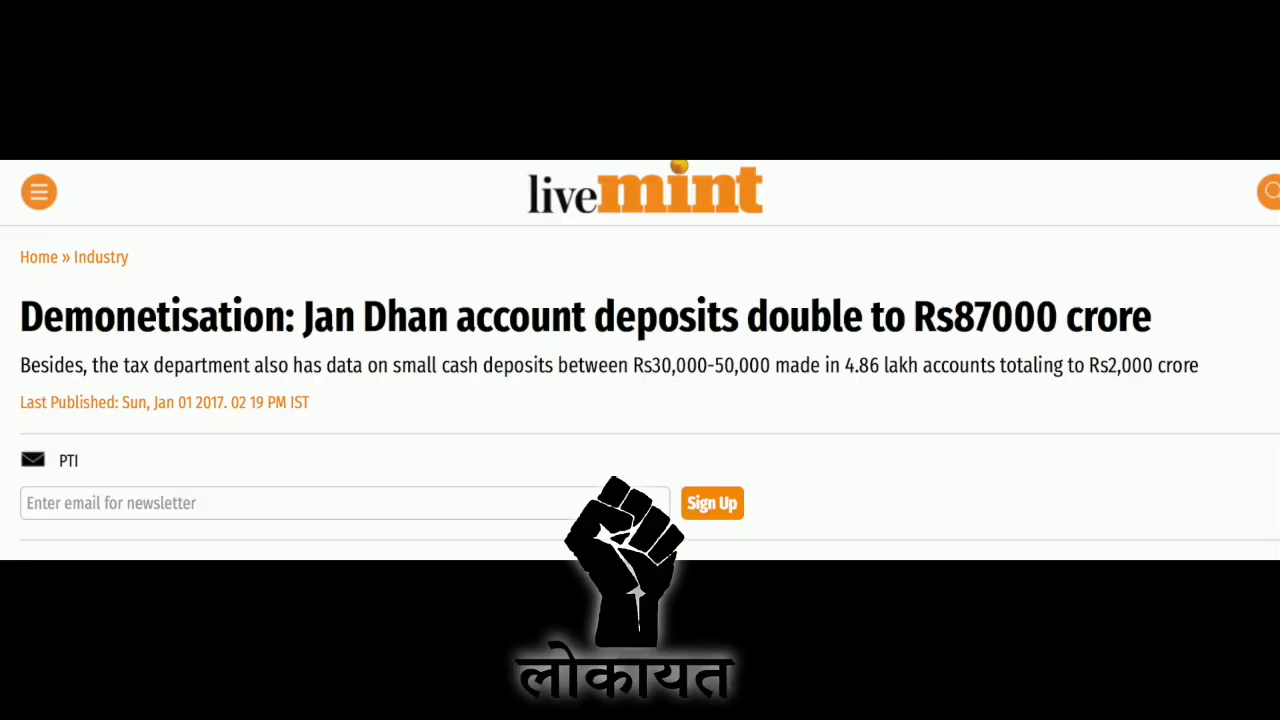 livemint
Home » Industry
Demonetisation: Jan Dhan account deposits double to Rs87000 crore
Besides, the tax department also has data on small cash deposits between Rs30,000-50,000 made in 4.86 lakh accounts totaling to Rs2,000 crore
Last Published: Sun, Jan 01 2017. 02 19 PM IST
PTI
Enter email for newsletter
Sign Up
लोकायत